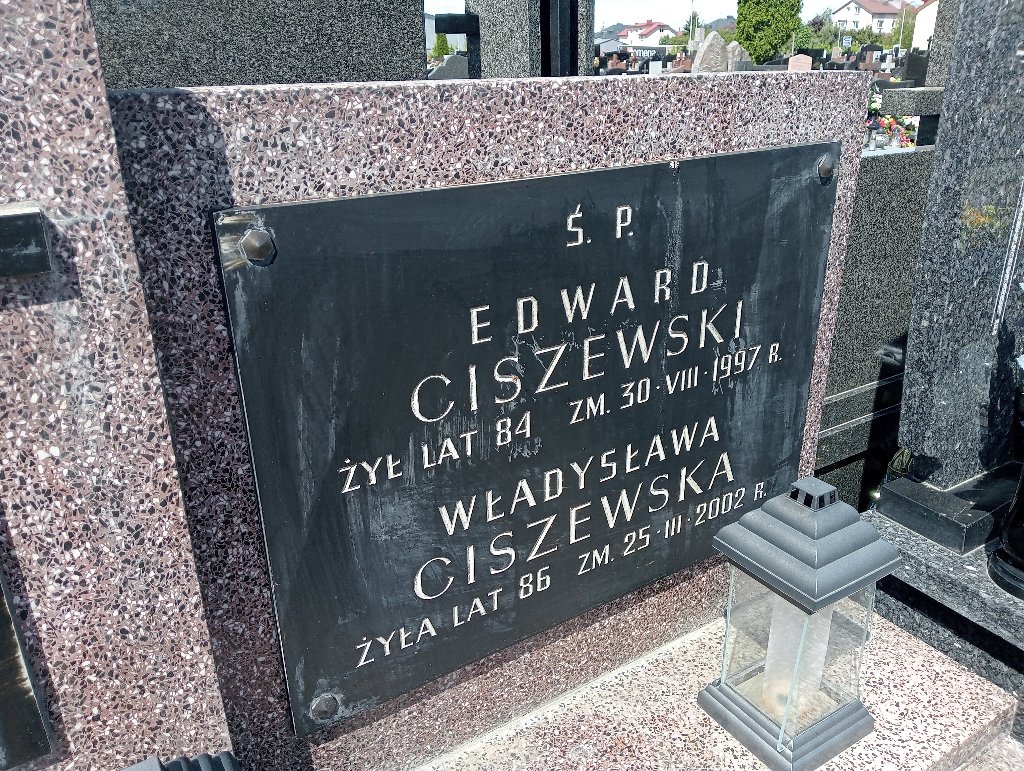 Ś. P.
EDWARD
CISZEWSKI
ŻYŁ LAT 84 ZM. 30·VIII·1997 R.
WŁADYSŁAWA
CISZEWSKA
ŻYŁA LAT 86 ZM. 25·III·2002 R.